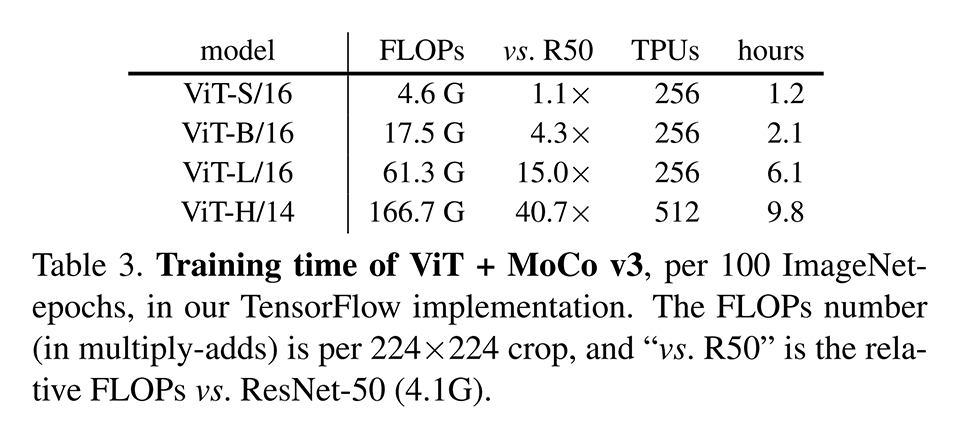 model FLOPs vs. R50 TPUs hours
ViT-S/16 4.6 G 1.1× 256 1.2
ViT-B/16 17.5 G 4.3× 256 2.1
ViT-L/16 61.3 G 15.0× 256 6.1
ViT-H/14 166.7 G 40.7× 512 9.8
Table 3. Training time of ViT + MoCo v3, per 100 ImageNet-
epochs, in our TensorFlow implementation. The FLOPs number
(in multiply-adds) is per 224×224 crop, and “vs. R50” is the rela-
tive FLOPs vs. ResNet-50 (4.1G).